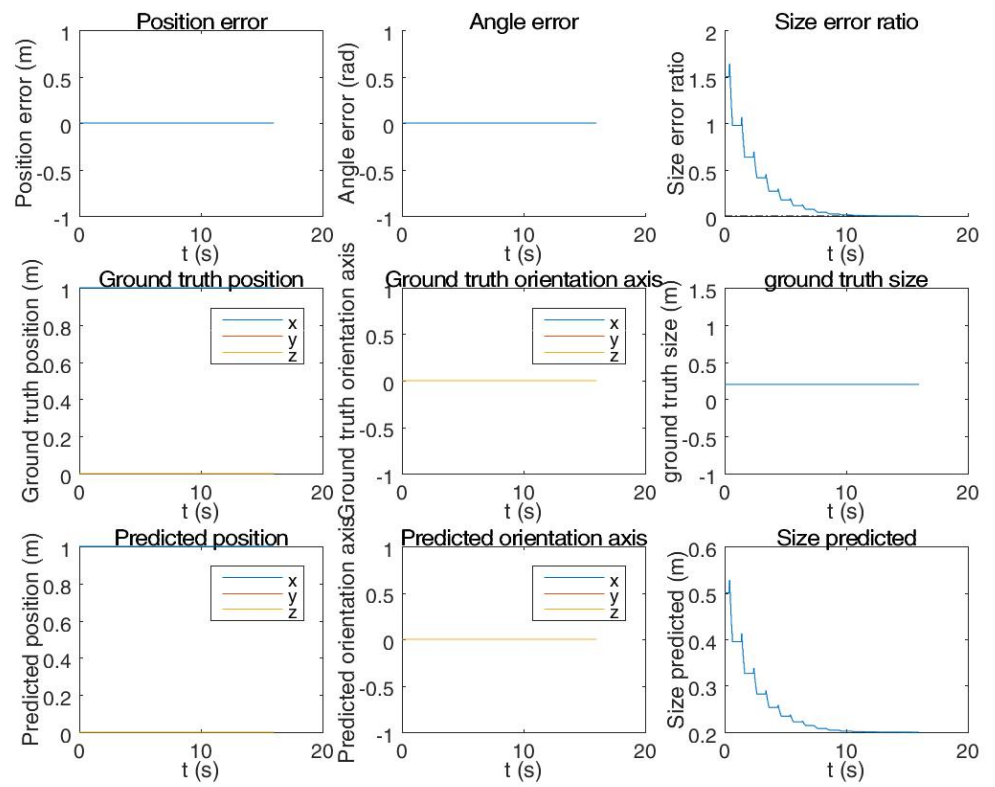 Position error
Position error (m)
1
0.5
0
-0.5
-1
0 10 20
t (s)
Angle error
Angle error (rad)
1
0.5
0
-0.5
-1
0 10 20
t (s)
Size error ratio
Size error ratio
2
1.5
1
0.5
0
0 10 20
t (s)
Ground truth position
Ground truth position (m)
1
0.8
0.6
0.4
0.2
0
x
y
z
0 10 20
t (s)
Ground truth orientation axis
Ground truth orientation axis
1
0.5
0
-0.5
-1
x
y
z
0 10 20
t (s)
ground truth size
ground truth size (m)
1.5
1
0.5
0
-0.5
-1
0 10 20
t (s)
Predicted position
Predicted position (m)
1
0.8
0.6
0.4
0.2
0
x
y
z
0 10 20
t (s)
Predicted orientation axis
Predicted orientation axis
1
0.5
0
-0.5
-1
x
y
z
0 10 20
t (s)
Size predicted
Size predicted (m)
0.6
0.5
0.4
0.3
0.2
0 10 20
t (s)